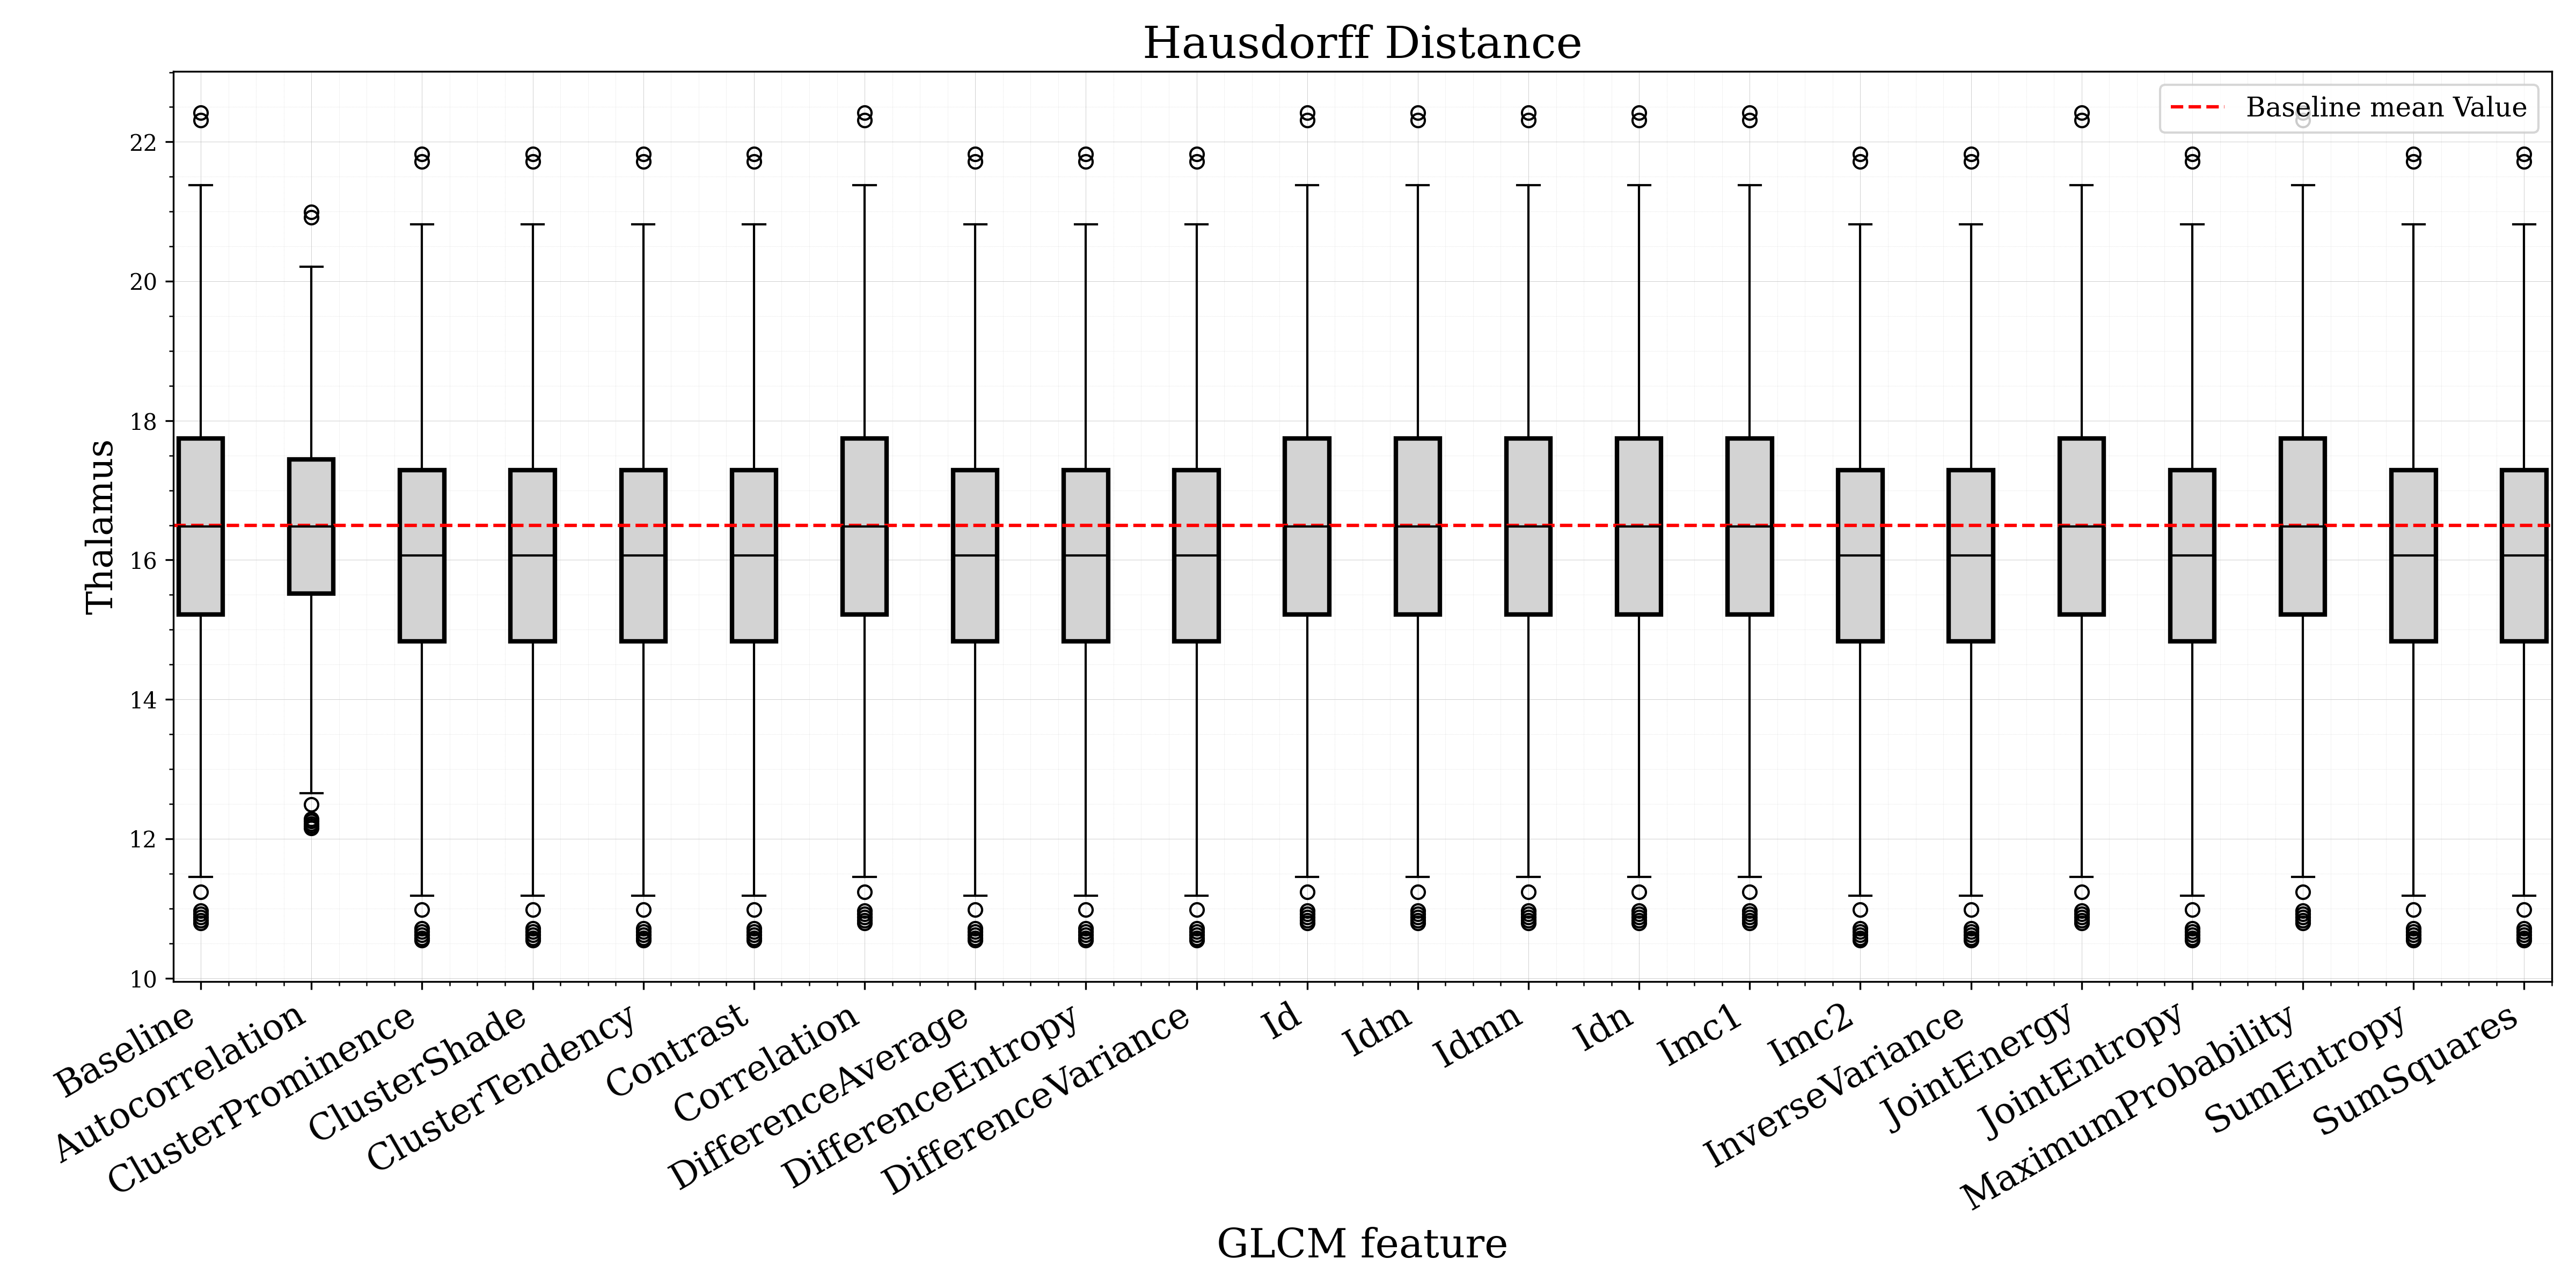 Hausdorff Distance
Baseline mean Value
22
20
18
16
14
12
10
Thalamus
Baseline
Autocorrelation
ClusterProminence
ClusterShade
ClusterTendency
Contrast
Correlation
DifferenceAverage
DifferenceEntropy
DifferenceVariance
Id
Idm
Idmn
Idn
Imc1
Imc2
InverseVariance
JointEnergy
JointEntropy
MaximumProbability
SumEntropy
SumSquares
GLCM feature